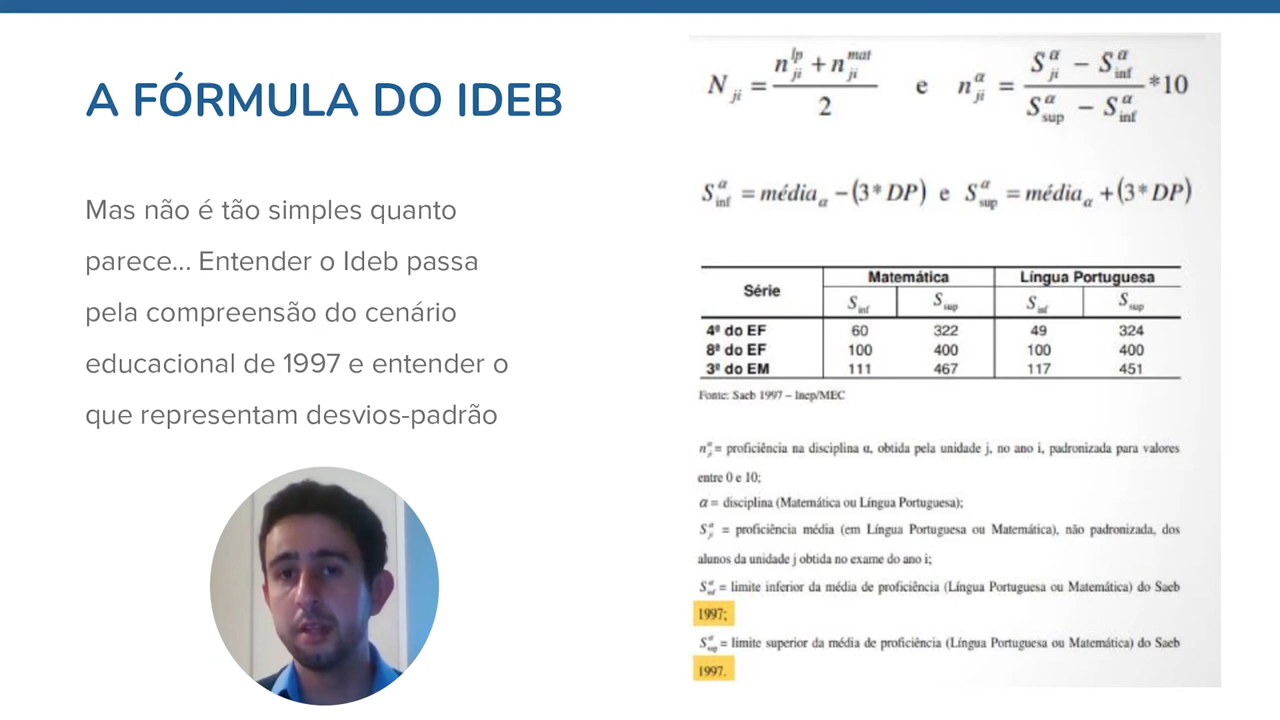 A FÓRMULA DO IDEB
Mas não é tão simples quanto
parece... Entender o Ideb passa
pela compreensão do cenário
educacional de 1997 e entender o
que representam desvios-padrão
N_ji = (n_ji^lp + n_ji^mat) / 2 e n_ji^α = (S_ji^α − S_inf^α) / (S_sup^α − S_inf^α) *10
S_inf^α = média_α − (3* DP) e S_sup^α = média_α + (3* DP)
Série Matemática Língua Portuguesa
S_inf S_sup S_inf S_sup
4ª do EF 60 322 49 324
8ª do EF 100 400 100 400
3ª do EM 111 467 117 451
Fonte: Saeb 1997 – Inep/MEC
n_ji^α = proficiência na disciplina α, obtida pela unidade j, no ano i, padronizada para valores
entre 0 e 10;
α = disciplina (Matemática ou Língua Portuguesa);
S_ji^α = proficiência média (em Língua Portuguesa ou Matemática), não padronizada, dos
alunos da unidade j obtida no exame do ano i;
S_inf^α = limite inferior da média de proficiência (Língua Portuguesa ou Matemática) do Saeb
1997;
S_sup^α = limite superior da média de proficiência (Língua Portuguesa ou Matemática) do Saeb
1997.